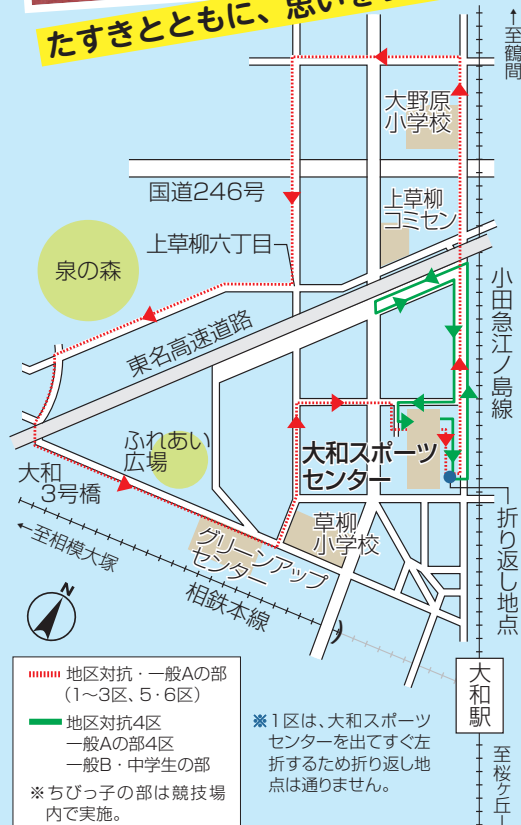 たすきとともに、思いを
↑至鶴間
大野原
小学校
国道246号
上草柳
コミセン
上草柳六丁目
泉の森
東名高速道路
小田急江ノ島線
ふれあい
広場
大和スポーツ
センター
大和
3号橋
草柳
小学校
折り返し地点
←至相模大塚
グリーンアップ
センター
相鉄本線
N
大和駅
至桜ヶ丘
地区対抗・一般Aの部
(1~3区、5・6区)
地区対抗4区
一般Aの部4区
一般B・中学生の部
※ちびっ子の部は競技場
内で実施。
※1区は、大和スポーツ
センターを出てすぐ左
折するため折り返し地
点は通りません。